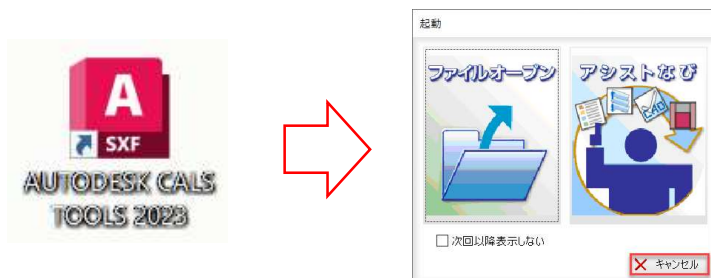 A
SXF
AUTODESK CALS
TOOLS 2023
起動
ファイルオープン
アシストなび
CAD
次回以降表示しない
キャンセル